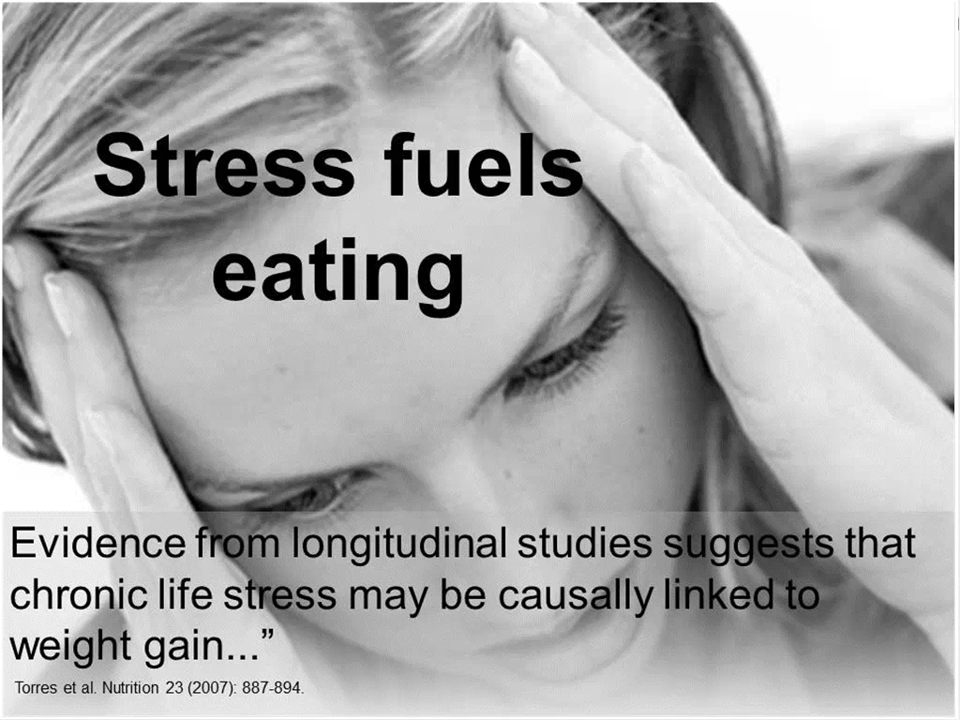 Stress fuels
eating
Evidence from longitudinal studies suggests that
chronic life stress may be causally linked to
weight gain...”
Torres et al. Nutrition 23 (2007): 887-894.